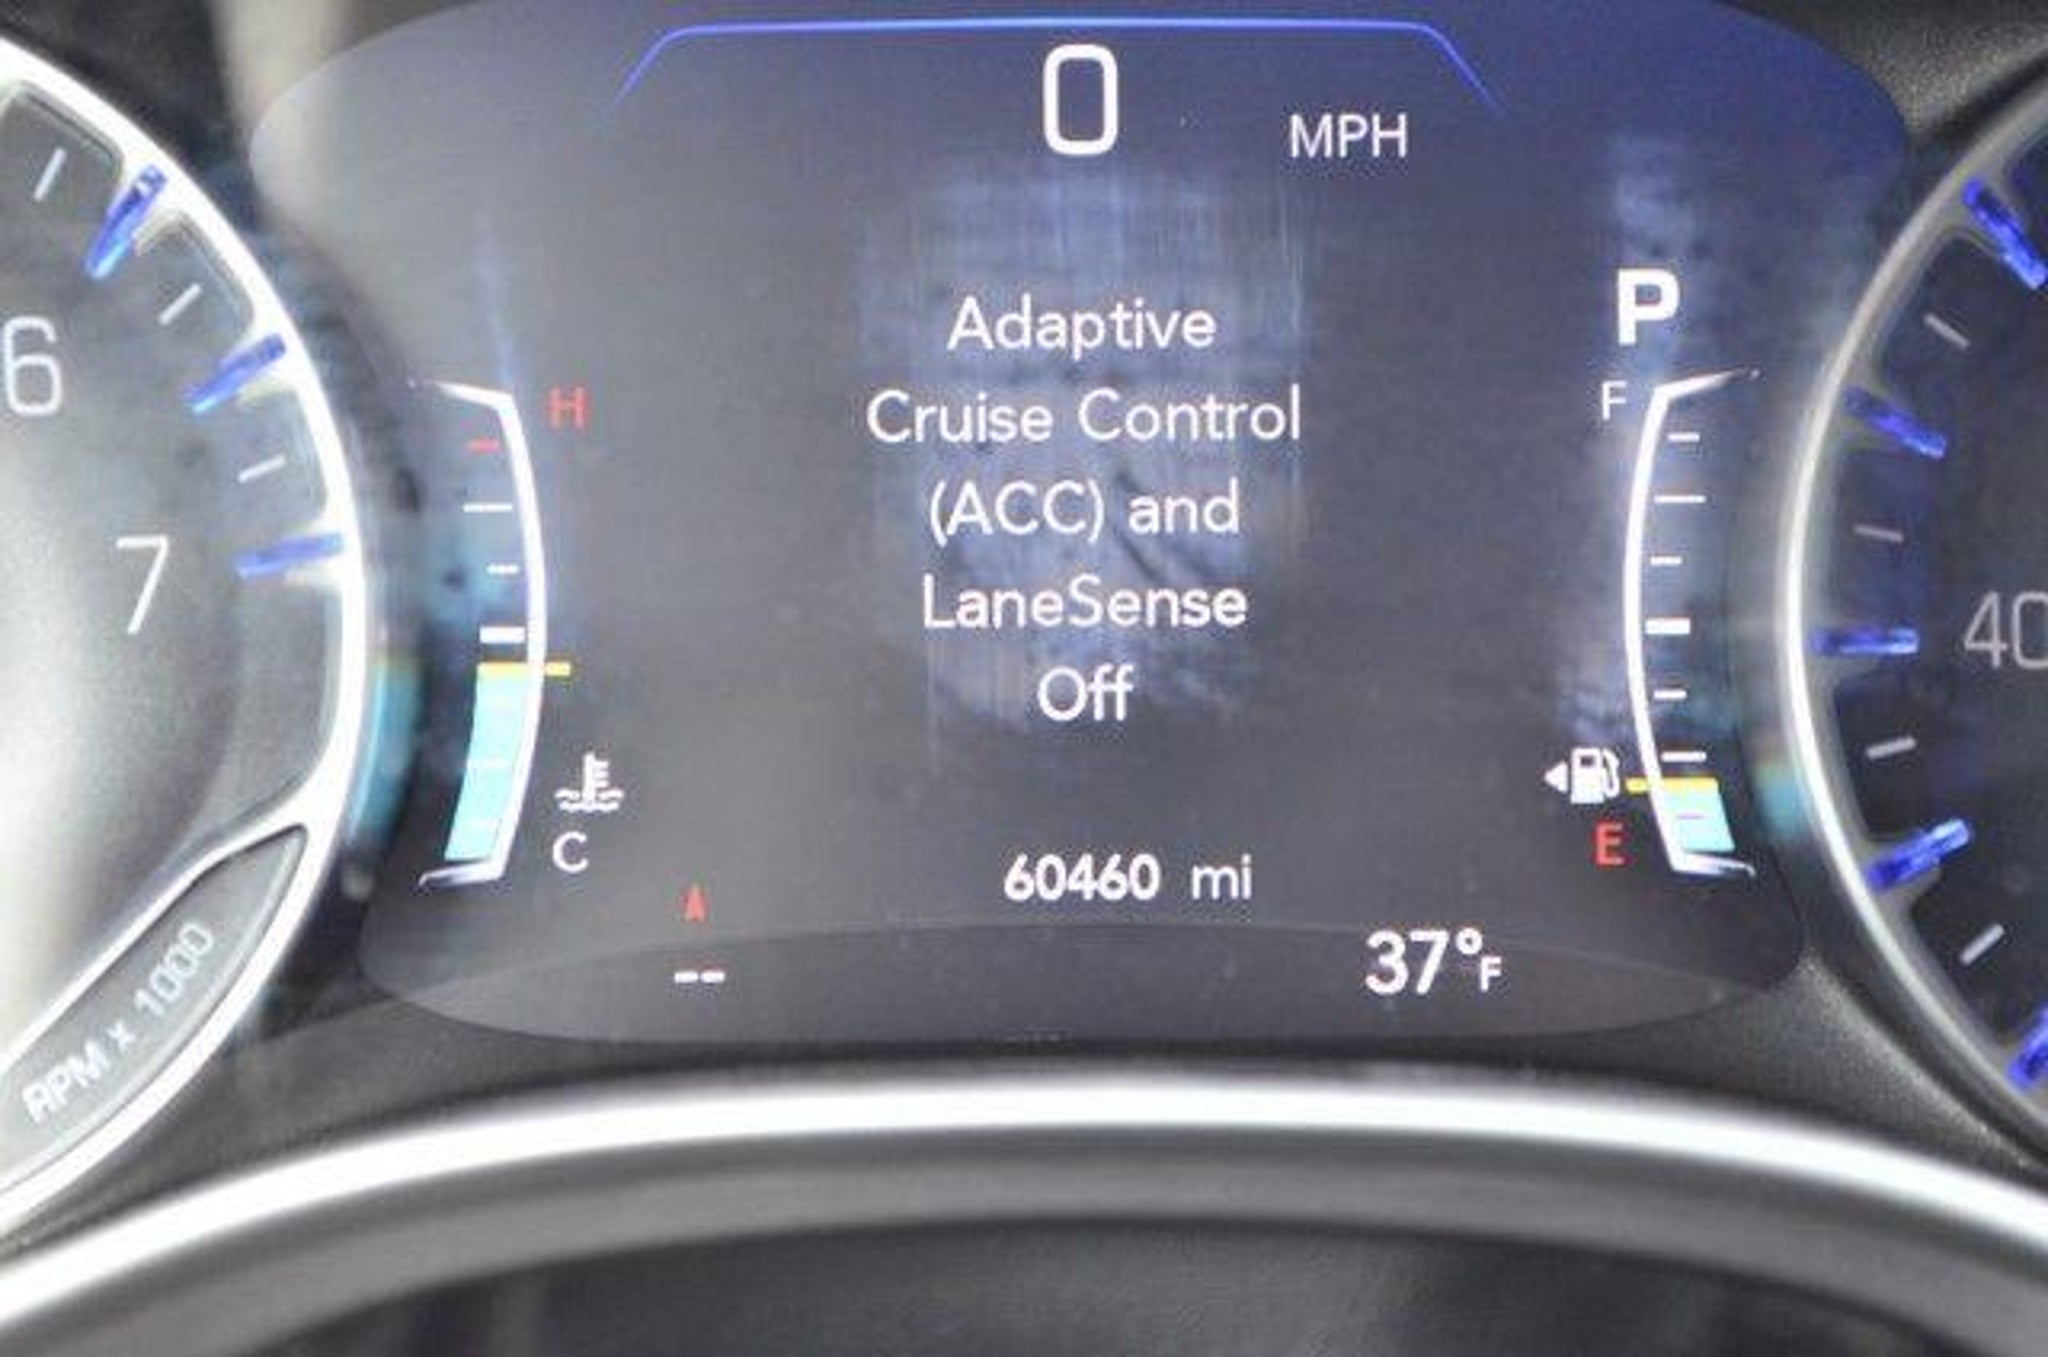 0 MPH
Adaptive
Cruise Control
(ACC) and
LaneSense
Off
P
H
F
6
7
40
C
E
60460 mi
A
--
37°F
RPM x 1000